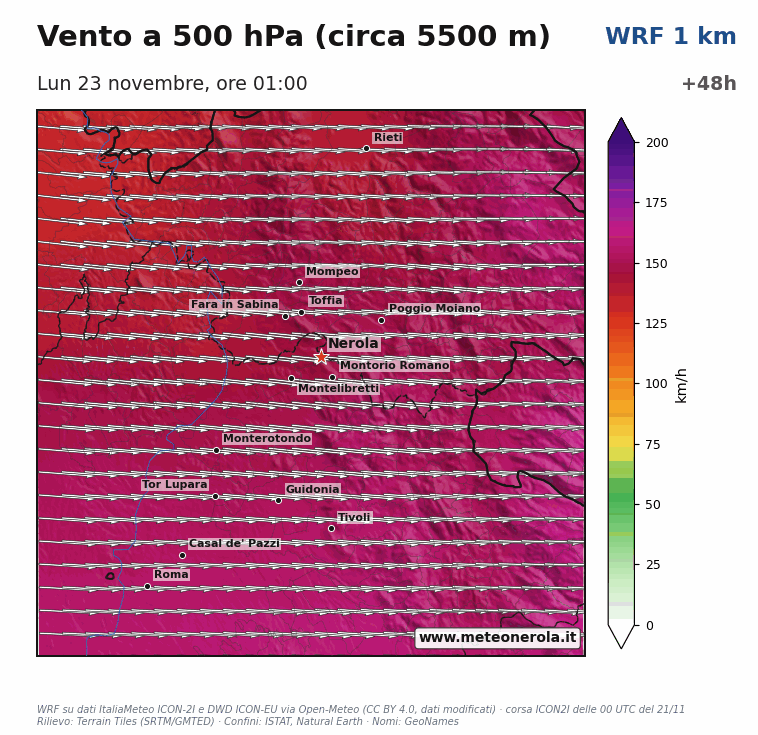 Vento a 500 hPa (circa 5500 m)
WRF 1 km
Lun 23 novembre, ore 01:00
+48h
Rieti
Mompeo
Fara in Sabina
Toffia
Poggio Moiano
Nerola
Montorio Romano
Montelibretti
Monterotondo
Tor Lupara
Guidonia
Tivoli
Casal de' Pazzi
Roma
www.meteonerola.it
200
175
150
125
100
75
50
25
0
km/h
WRF su dati ItaliaMeteo ICON-2I e DWD ICON-EU via Open-Meteo (CC BY 4.0, dati modificati) · corsa ICON2I delle 00 UTC del 21/11
Rilievo: Terrain Tiles (SRTM/GMTED) · Confini: ISTAT, Natural Earth · Nomi: GeoNames